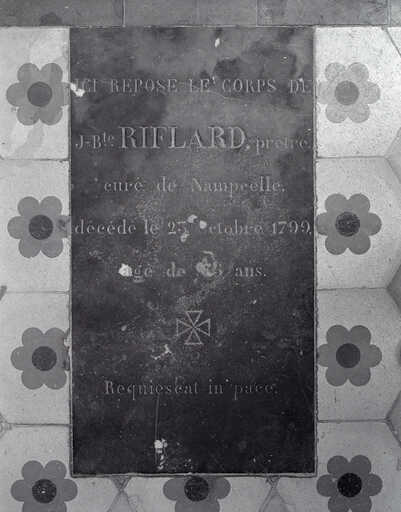 ICI REPOSE LE CORPS DE
J-Bte RIFLARD, prêtre,
curé de Nampcelle,
décédé le 23 octobre 1799,
âgé de ans.
Requiescat in pace.